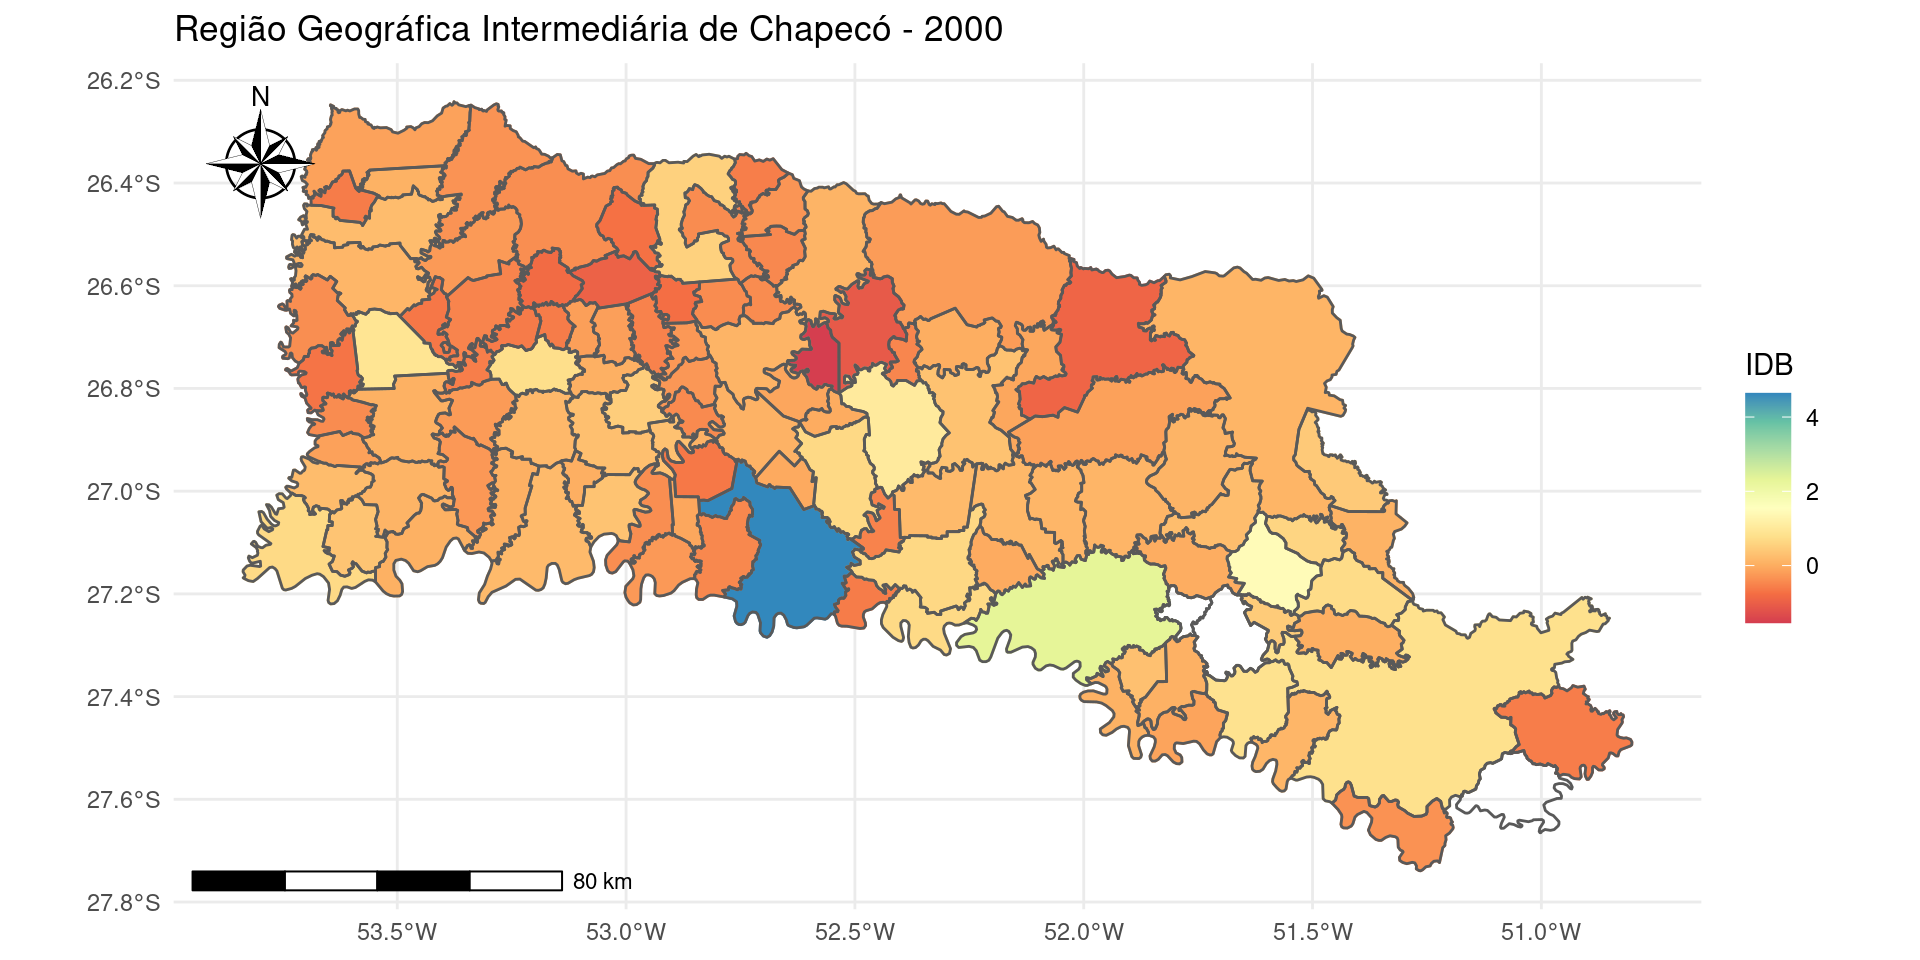 Região Geográfica Intermediária de Chapecó - 2000
26.2°S
26.4°S
26.6°S
26.8°S
27.0°S
27.2°S
27.4°S
27.6°S
27.8°S
N
80 km
53.5°W
53.0°W
52.5°W
52.0°W
51.5°W
51.0°W
IDB
4
2
0